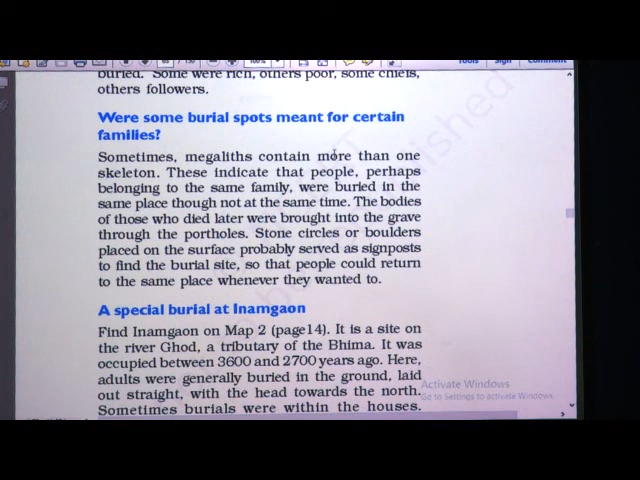 65
150
100%
Tools
Sign
Comment
buried. Some were rich, others poor, some chiefs,
others followers.
Were some burial spots meant for certain
families?
Sometimes, megaliths contain more than one
skeleton. These indicate that people, perhaps
belonging to the same family, were buried in the
same place though not at the same time. The bodies
of those who died later were brought into the grave
through the portholes. Stone circles or boulders
placed on the surface probably served as signposts
to find the burial site, so that people could return
to the same place whenever they wanted to.
A special burial at Inamgaon
Find Inamgaon on Map 2 (page14). It is a site on
the river Ghod, a tributary of the Bhima. It was
occupied between 3600 and 2700 years ago. Here,
adults were generally buried in the ground, laid
out straight, with the head towards the north.
Sometimes burials were within the houses.
Activate Windows
Go to Settings to activate Windows.